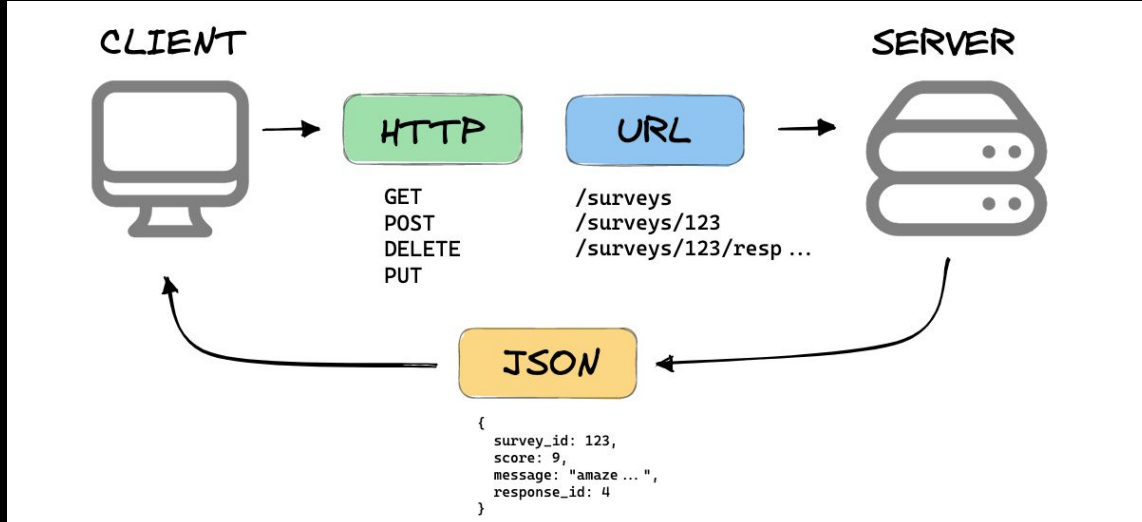 CLIENT
SERVER
HTTP
URL
GET
POST
DELETE
PUT
/surveys
/surveys/123
/surveys/123/resp...
JSON
{
survey_id: 123,
score: 9,
message: "amaze...",
response_id: 4
}